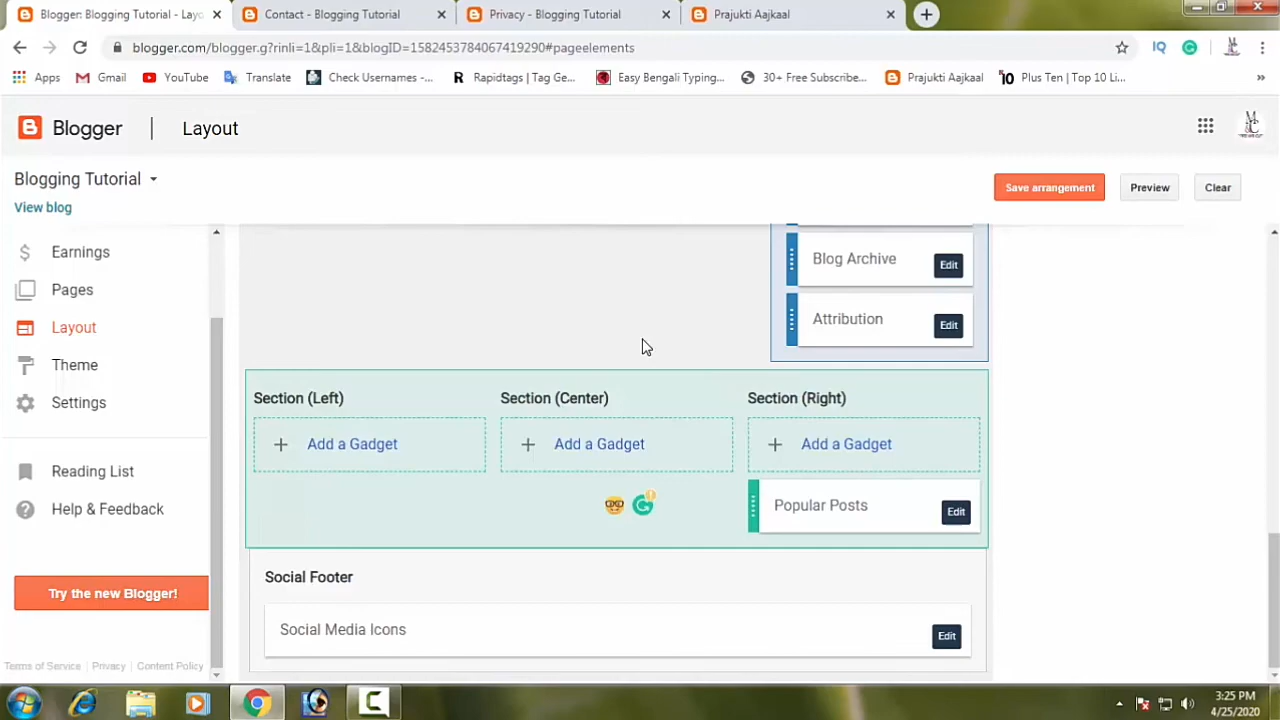 Blogger: Blogging Tutorial - Layo
Contact - Blogging Tutorial
Privacy - Blogging Tutorial
Prajukti Aajkaal
blogger.com/blogger.g?rinli=1&pli=1&blogID=1582453784067419290#pageelements
IQ
Apps
Gmail
YouTube
Translate
Check Usernames -...
Rapidtags | Tag Ge...
Easy Bengali Typing...
30+ Free Subscribe...
Prajukti Aajkaal
Plus Ten | Top 10 Li...
»
Blogger
Layout
Blogging Tutorial
Save arrangement
Preview
Clear
View blog
Earnings
Pages
Layout
Theme
Settings
Reading List
Help & Feedback
Try the new Blogger!
Terms of Service | Privacy | Content Policy
Blog Archive
Edit
Attribution
Edit
Section (Left)
Section (Center)
Section (Right)
Add a Gadget
Add a Gadget
Add a Gadget
Popular Posts
Edit
Social Footer
Social Media Icons
Edit
3:25 PM
4/25/2020